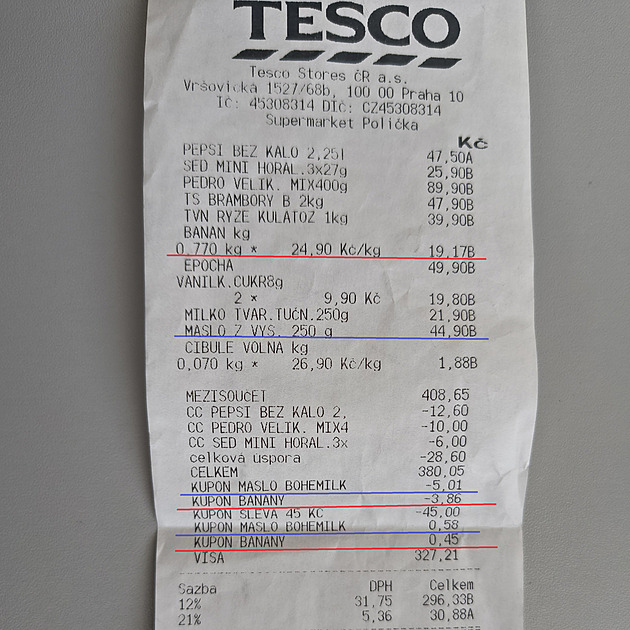 TESCO
Tesco Stores ČR a.s.
Vršovická 1527/68b, 100 00 Praha 10
IČ: 45308314 DIČ: CZ45308314
Supermarket Polička
Kč
PEPSI BEZ KALO 2,25l 47,50A
SED MINI HORAL.3x27g 25,90B
PEDRO VELIK. MIX400g 89,90B
TS BRAMBORY B 2kg 47,90B
TVN RYZE KULATOZ 1kg 39,90B
BANAN kg
0,770 kg * 24,90 Kč/kg 19,17B
EPOCHA 49,90B
VANILK.CUKR8g
2 * 9,90 Kč 19,80B
MILKO TVAR.TUČN.250g 21,90B
MASLO Z VYS. 250 g 44,90B
CIBULE VOLNA kg
0,070 kg * 26,90 Kč/kg 1,88B
MEZISOUČET 408,65
CC PEPSI BEZ KALO 2, -12,60
CC PEDRO VELIK. MIX4 -10,00
CC SED MINI HORAL.3x -6,00
celková úspora -28,60
CELKEM 380,05
KUPON MASLO BOHEMILK -5,01
KUPON BANANY -3,86
KUPON SLEVA 45 KC -45,00
KUPON MASLO BOHEMILK 0,58
KUPON BANANY 0,45
VISA 327,21
Sazba DPH Celkem
12% 31,75 296,33B
21% 5,36 30,88A